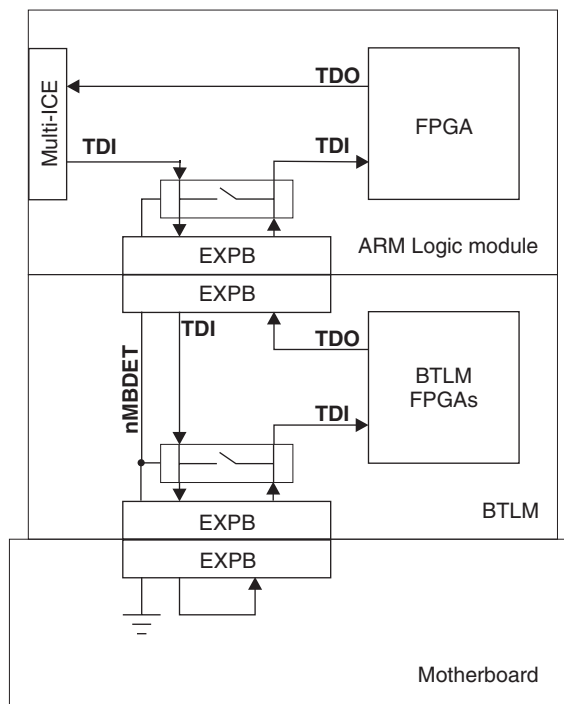 TDO
Multi-ICE
FPGA
TDI
TDI
EXPB
ARM Logic module
EXPB
TDI
TDO
nMBDET
BTLM
FPGAs
TDI
EXPB
BTLM
EXPB
Motherboard